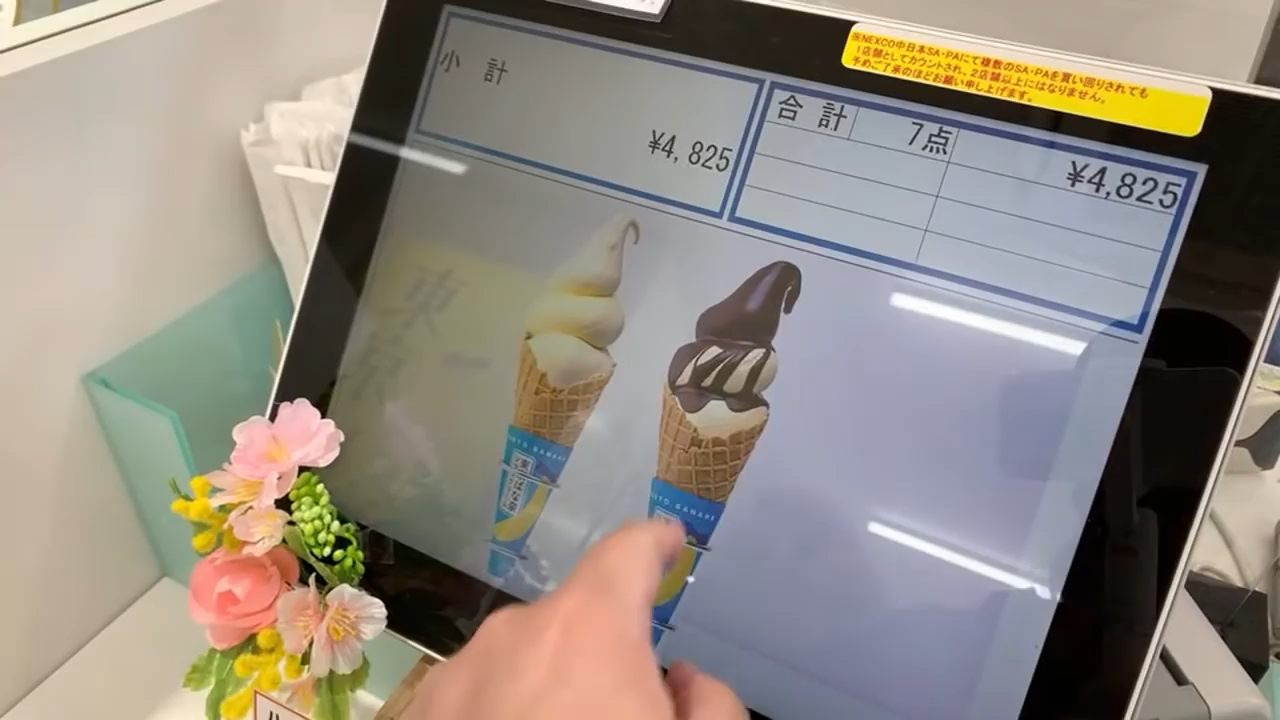 ※NEXCO中日本SA・PAにて複数のSA・PAを買い回りされても
1店舗としてカウントされ、2店舗以上にはなりません。
予めご了承のほどお願い申し上げます。
小 計
¥4,825
合 計 7点
¥4,825
東
京